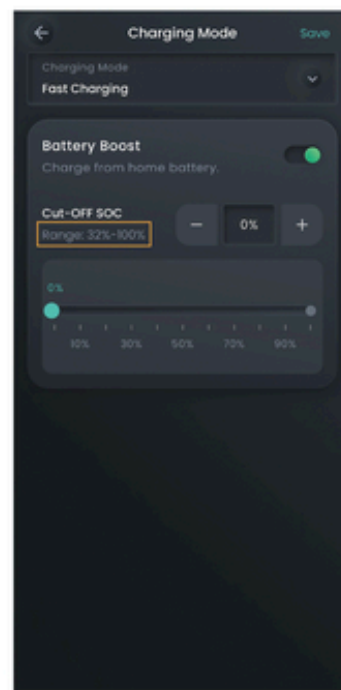 Charging Mode Save
Charging Mode
Fast Charging
Battery Boost
Charge from home battery.
Cut-OFF SOC
Range: 32%-100%
− 0% +
0%
10% 30% 50% 70% 90%